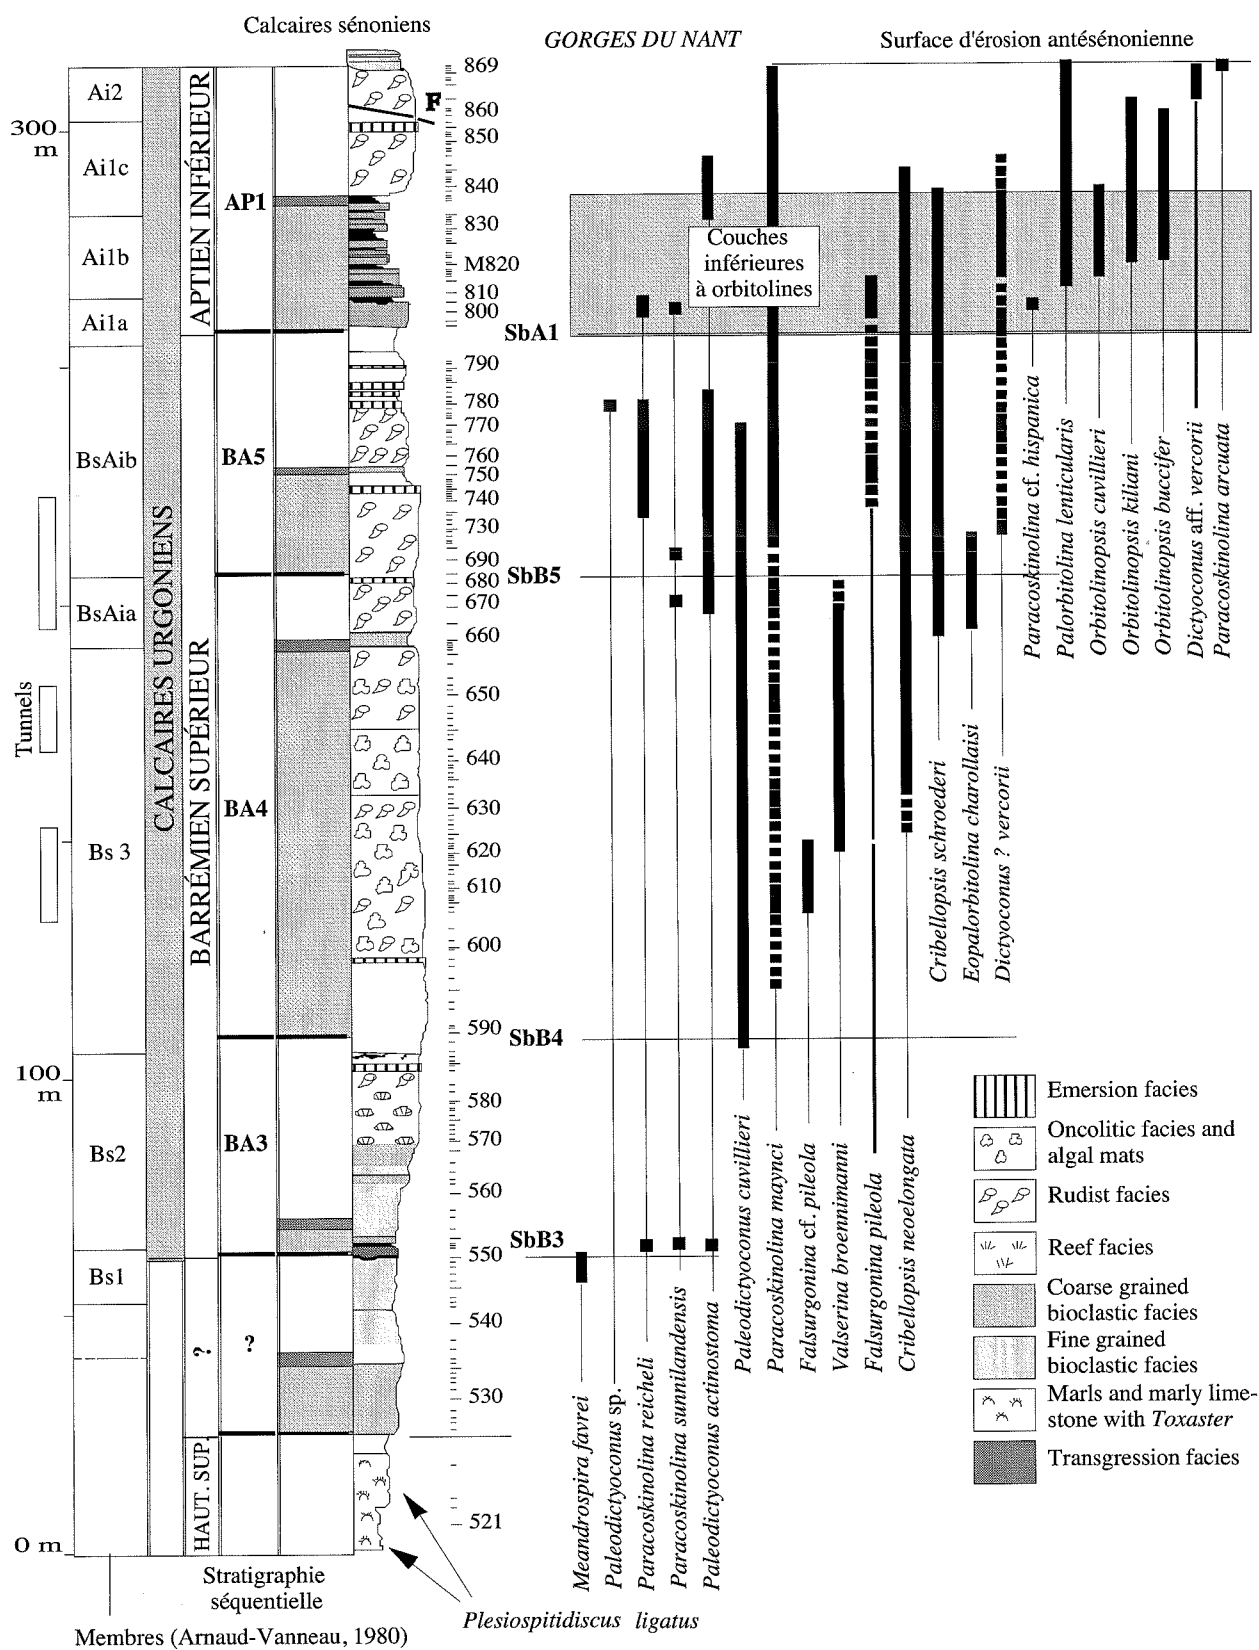 Calcaires sénoniens
GORGES DU NANT
Surface d'érosion antésénonienne
300
m
100
m
0 m
Tunnels
Ai2
Ai1c
Ai1b
Ai1a
BsAib
BsAia
Bs 3
Bs2
Bs1
CALCAIRES URGONIENS
APTIEN INFÉRIEUR
BARRÉMIEN SUPÉRIEUR
?
HAUT. SUP.
AP1
BA5
BA4
BA3
?
F
869
860
850
840
830
M820
810
800
790
780
770
760
750
740
730
690
680
670
660
650
640
630
620
610
600
590
580
570
560
550
540
530
521
SbA1
SbB5
SbB4
SbB3
Couches
inférieures
à orbitolines
Meandrospira favrei
Paleodictyoconus sp.
Paracoskinolina reicheli
Paracoskinolina sunnilandensis
Paleodictyoconus actinostoma
Paleodictyoconus cuvillieri
Paracoskinolina maynci
Falsurgonina cf. pileola
Valserina broennimanni
Falsurgonina pileola
Cribellopsis neoelongata
Cribellopsis schroederi
Eopalorbitolina charollaisi
Dictyoconus ? vercorii
Paracoskinolina cf. hispanica
Palorbitolina lenticularis
Orbitolinopsis cuvillieri
Orbitolinopsis kiliani
Orbitolinopsis buccifer
Dictyoconus aff. vercorii
Paracoskinolina arcuata
Emersion facies
Oncolitic facies and
algal mats
Rudist facies
Reef facies
Coarse grained
bioclastic facies
Fine grained
bioclastic facies
Marls and marly lime-
stone with Toxaster
Transgression facies
Stratigraphie
séquentielle
Plesiospitidiscus ligatus
Membres (Arnaud-Vanneau, 1980)